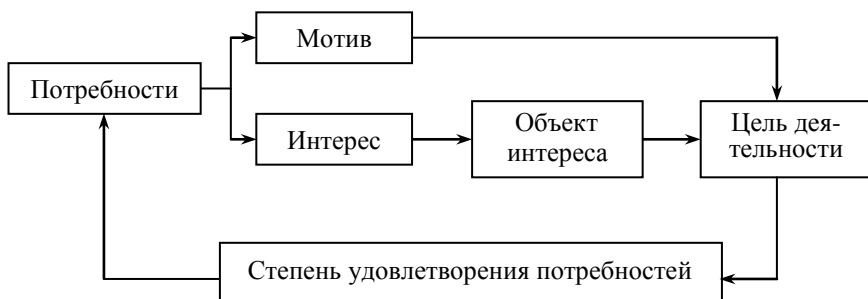 Мотив
Потребности
Интерес
Объект
интереса
Цель дея-
тельности
Степень удовлетворения потребностей